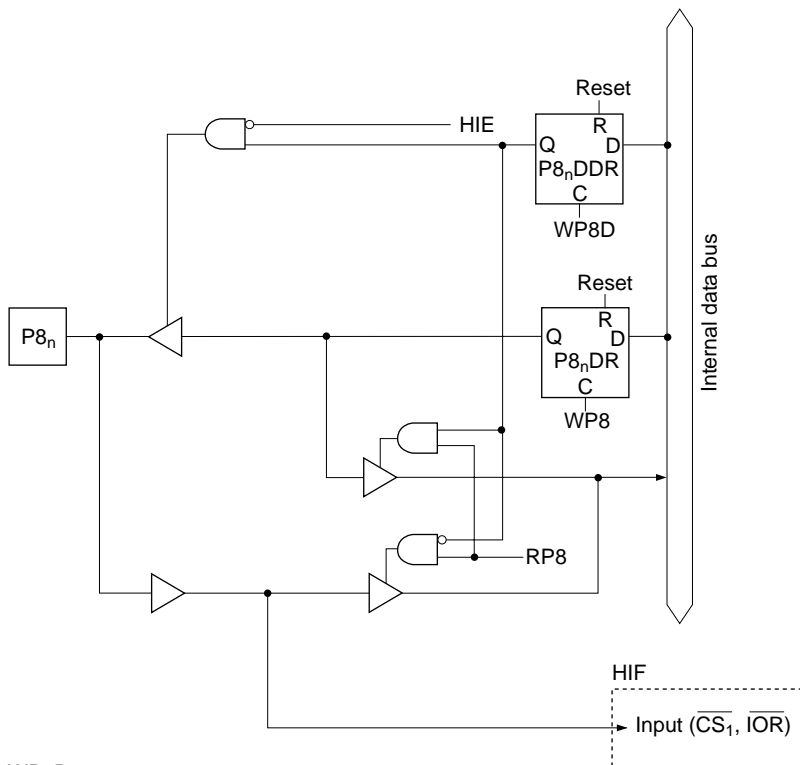 Reset
HIE
R
Q
D
P8nDDR
C
WP8D
Internal data bus
Reset
R
P8n
Q
D
P8nDR
C
WP8
RP8
HIF
Input (CS1, IOR)